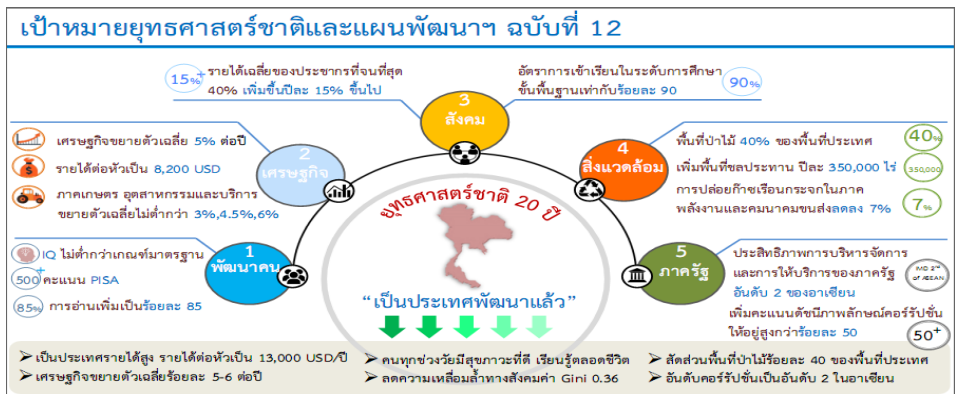 เป้าหมายยุทธศาสตร์ชาติและแผนพัฒนาฯ ฉบับที่ 12
15%+
รายได้เฉลี่ยของประชากรที่จนที่สุด
40% เพิ่มขึ้นปีละ 15% ขึ้นไป
3
สังคม
อัตราการเข้าเรียนในระดับการศึกษา
ขั้นพื้นฐานเท่ากับร้อยละ 90
90%
เศรษฐกิจขยายตัวเฉลี่ย 5% ต่อปี
รายได้ต่อหัวเป็น 8,200 USD
ภาคเกษตร อุตสาหกรรมและบริการ
ขยายตัวเฉลี่ยไม่ต่ำกว่า 3%,4.5%,6%
2
เศรษฐกิจ
4
สิ่งแวดล้อม
พื้นที่ป่าไม้ 40% ของพื้นที่ประเทศ
40%
เพิ่มพื้นที่ชลประทาน ปีละ 350,000 ไร่
350,000
การปล่อยก๊าซเรือนกระจกในภาค
พลังงานและคมนาคมขนส่งลดลง 7%
7%
IQ ไม่ต่ำกว่าเกณฑ์มาตรฐาน
500+ คะแนน PISA
85% การอ่านเพิ่มเป็นร้อยละ 85
1
พัฒนาคน
ยุทธศาสตร์ชาติ 20 ปี
“เป็นประเทศพัฒนาแล้ว”
5
ภาครัฐ
ประสิทธิภาพการบริหารจัดการ
และการให้บริการของภาครัฐ
อันดับ 2 ของอาเซียน
เพิ่มคะแนนดัชนีภาพลักษณ์คอร์รัปชั่น
ให้อยู่สูงกว่าร้อยละ 50
2nd
of ASEAN
50+
➢ เป็นประเทศรายได้สูง รายได้ต่อหัวเป็น 13,000 USD/ปี
➢ เศรษฐกิจขยายตัวเฉลี่ยร้อยละ 5-6 ต่อปี
➢ คนทุกช่วงวัยมีสุขภาวะที่ดี เรียนรู้ตลอดชีวิต
➢ ลดความเหลื่อมล้ำทางสังคมค่า Gini 0.36
➢ สัดส่วนพื้นที่ป่าไม้ร้อยละ 40 ของพื้นที่ประเทศ
➢ อันดับคอร์รัปชั่นเป็นอันดับ 2 ในอาเซียน